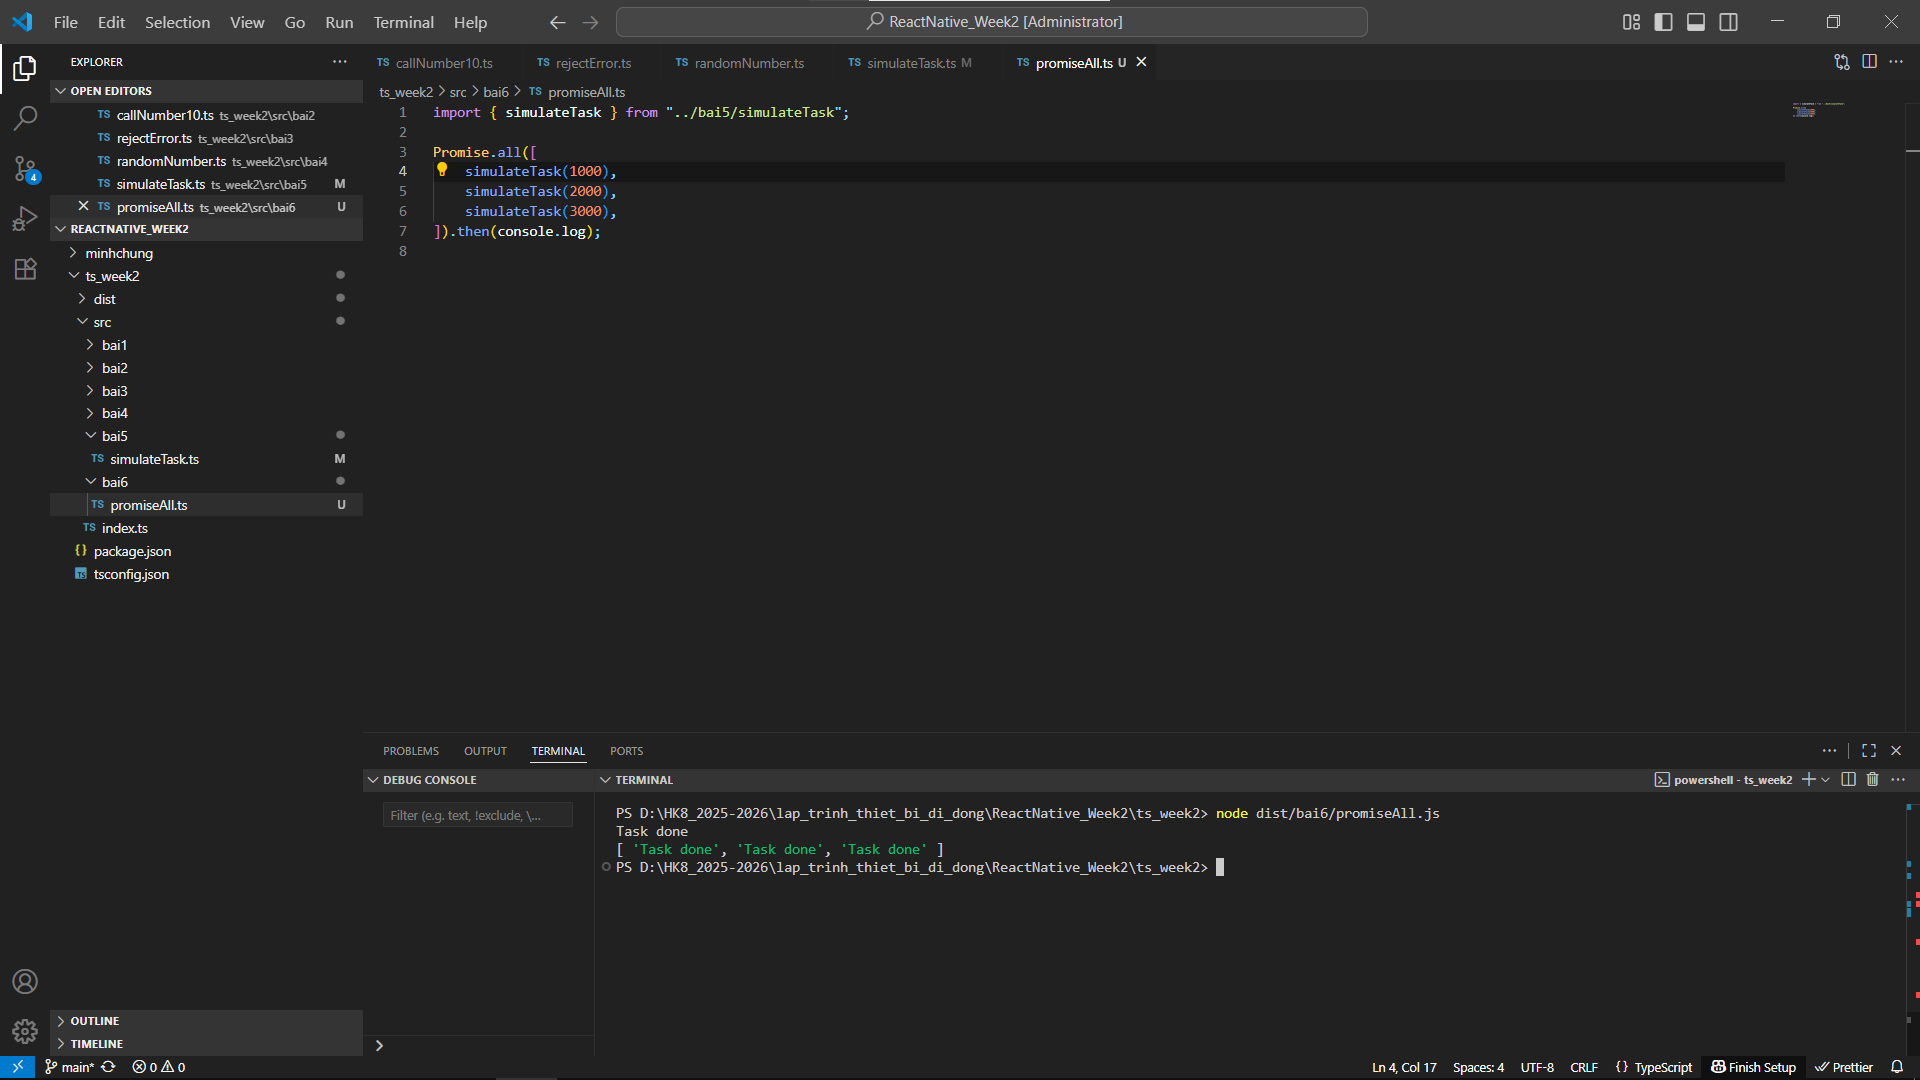 File Edit Selection View Go Run Terminal Help
ReactNative_Week2 [Administrator]
EXPLORER
OPEN EDITORS
TS callNumber10.ts ts_week2\src\bai2
TS rejectError.ts ts_week2\src\bai3
TS randomNumber.ts ts_week2\src\bai4
TS simulateTask.ts ts_week2\src\bai5 M
TS promiseAll.ts ts_week2\src\bai6 U
REACTNATIVE_WEEK2
minhchung
ts_week2
dist
src
bai1
bai2
bai3
bai4
bai5
TS simulateTask.ts M
bai6
TS promiseAll.ts U
TS index.ts
{} package.json
TS tsconfig.json
OUTLINE
TIMELINE
4
TS callNumber10.ts TS rejectError.ts TS randomNumber.ts TS simulateTask.ts M TS promiseAll.ts U
ts_week2 > src > bai6 > TS promiseAll.ts
1 import { simulateTask } from "../bai5/simulateTask";
2
3 Promise.all([
4 simulateTask(1000),
5 simulateTask(2000),
6 simulateTask(3000),
7 ]).then(console.log);
8
PROBLEMS OUTPUT TERMINAL PORTS
DEBUG CONSOLE
Filter (e.g. text, !exclude, \...
TERMINAL
powershell - ts_week2
PS D:\HK8_2025-2026\lap_trinh_thiet_bi_di_dong\ReactNative_Week2\ts_week2> node dist/bai6/promiseAll.js
Task done
[ 'Task done', 'Task done', 'Task done' ]
PS D:\HK8_2025-2026\lap_trinh_thiet_bi_di_dong\ReactNative_Week2\ts_week2>
main* 0 0
Ln 4, Col 17 Spaces: 4 UTF-8 CRLF {} TypeScript Finish Setup Prettier